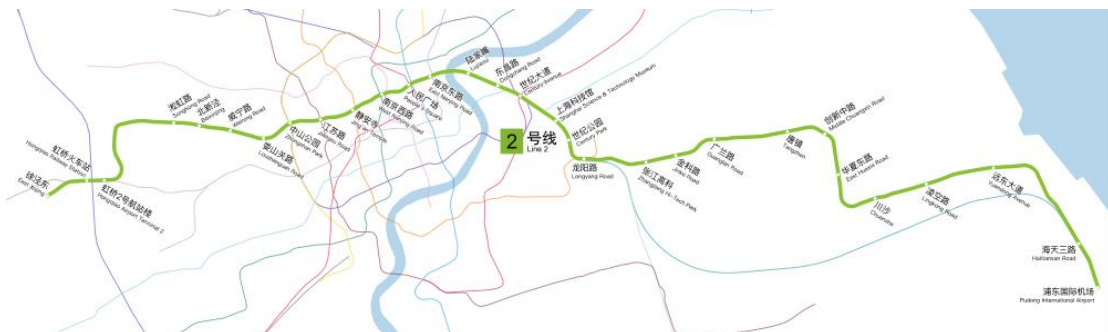 徐泾东
East Xujing
虹桥火车站
Hongqiao Railway Station
虹桥2号航站楼
Hongqiao Airport Terminal 2
淞虹路
Songhong Road
北新泾
Beixinjing
威宁路
Weining Road
娄山关路
Loushanguan Road
中山公园
Zhongshan Park
江苏路
Jiangsu Road
静安寺
Jing'an Temple
南京西路
West Nanjing Road
人民广场
People's Square
南京东路
East Nanjing Road
陆家嘴
Lujiazui
东昌路
Dongchang Road
世纪大道
Century Avenue
上海科技馆
Shanghai Science & Technology Museum
世纪公园
Century Park
2
号线
Line 2
龙阳路
Longyang Road
张江高科
Zhangjiang Hi-Tech Park
金科路
Jinke Road
广兰路
Guanglan Road
唐镇
Tangzhen
创新中路
Middle Chuangxin Road
华夏东路
East Huaxia Road
川沙
Chuansha
凌空路
Lingkong Road
远东大道
Yuandong Avenue
海天三路
Haitiansan Road
浦东国际机场
Pudong International Airport